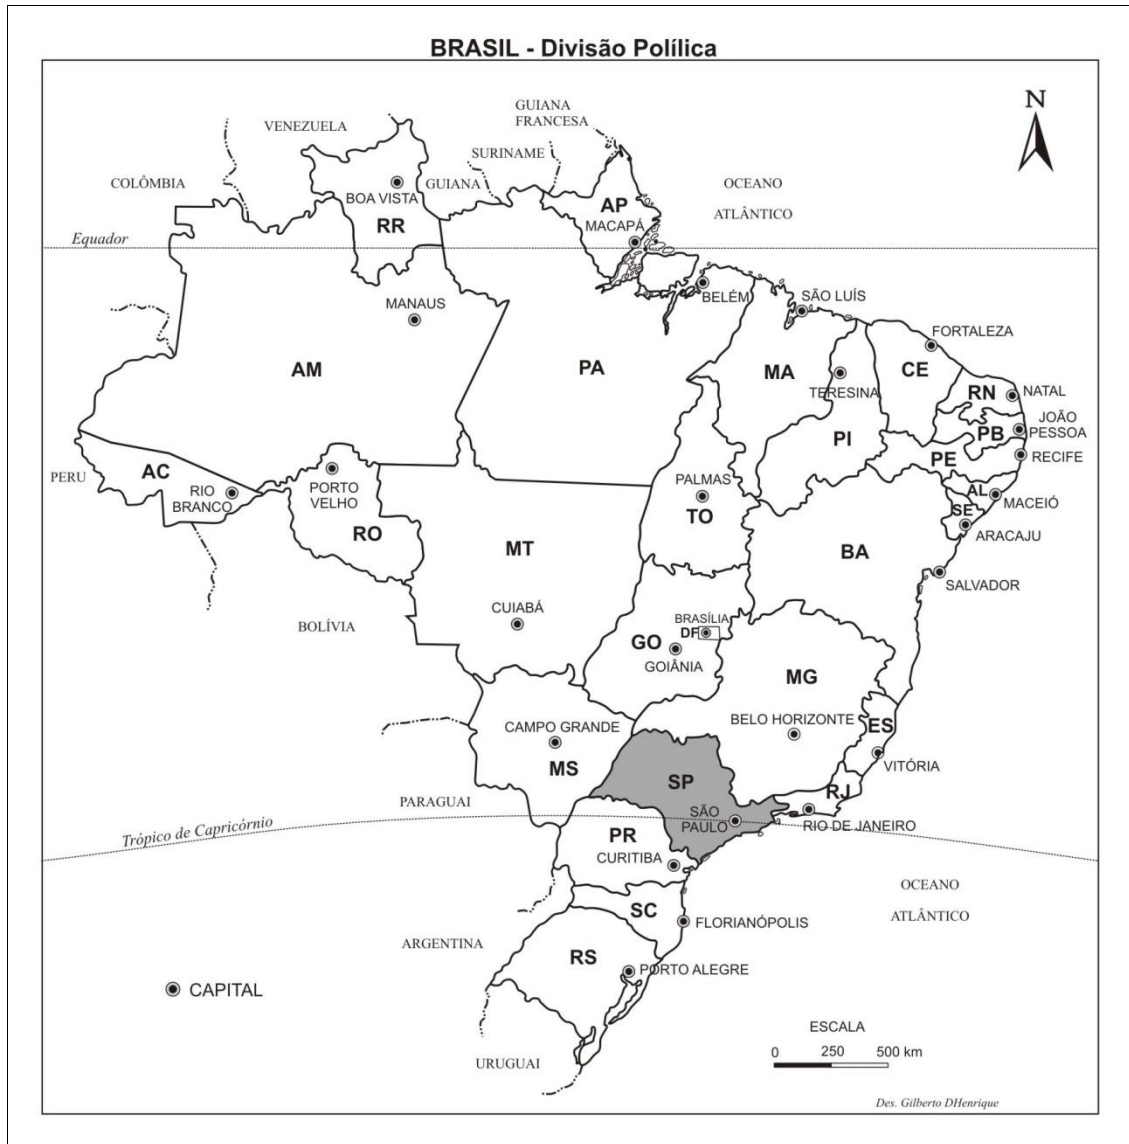 BRASIL - Divisão Polílica
N
GUIANA
FRANCESA
VENEZUELA
SURINAME
COLÔMBIA
GUIANA
OCEANO
ATLÂNTICO
BOA VISTA
RR
AP
MACAPÁ
Equador
MANAUS
BELÉM
SÃO LUÍS
FORTALEZA
AM
PA
MA
TERESINA
CE
RN
NATAL
JOÃO
PESSOA
PB
PI
PE
RECIFE
PERU
AC
RIO
BRANCO
PORTO
VELHO
RO
PALMAS
TO
AL
MACEIÓ
SE
ARACAJU
MT
BA
SALVADOR
CUIABÁ
BOLÍVIA
BRASÍLIA
DF
GO
GOIÂNIA
MG
CAMPO GRANDE
MS
BELO HORIZONTE
ES
VITÓRIA
SP
SÃO
PAULO
RJ
RIO DE JANEIRO
PARAGUAI
Trópico de Capricórnio
PR
CURITIBA
OCEANO
ATLÂNTICO
SC
FLORIANÓPOLIS
ARGENTINA
RS
PORTO ALEGRE
CAPITAL
URUGUAI
ESCALA
0 250 500 km
Des. Gilberto DHenrique